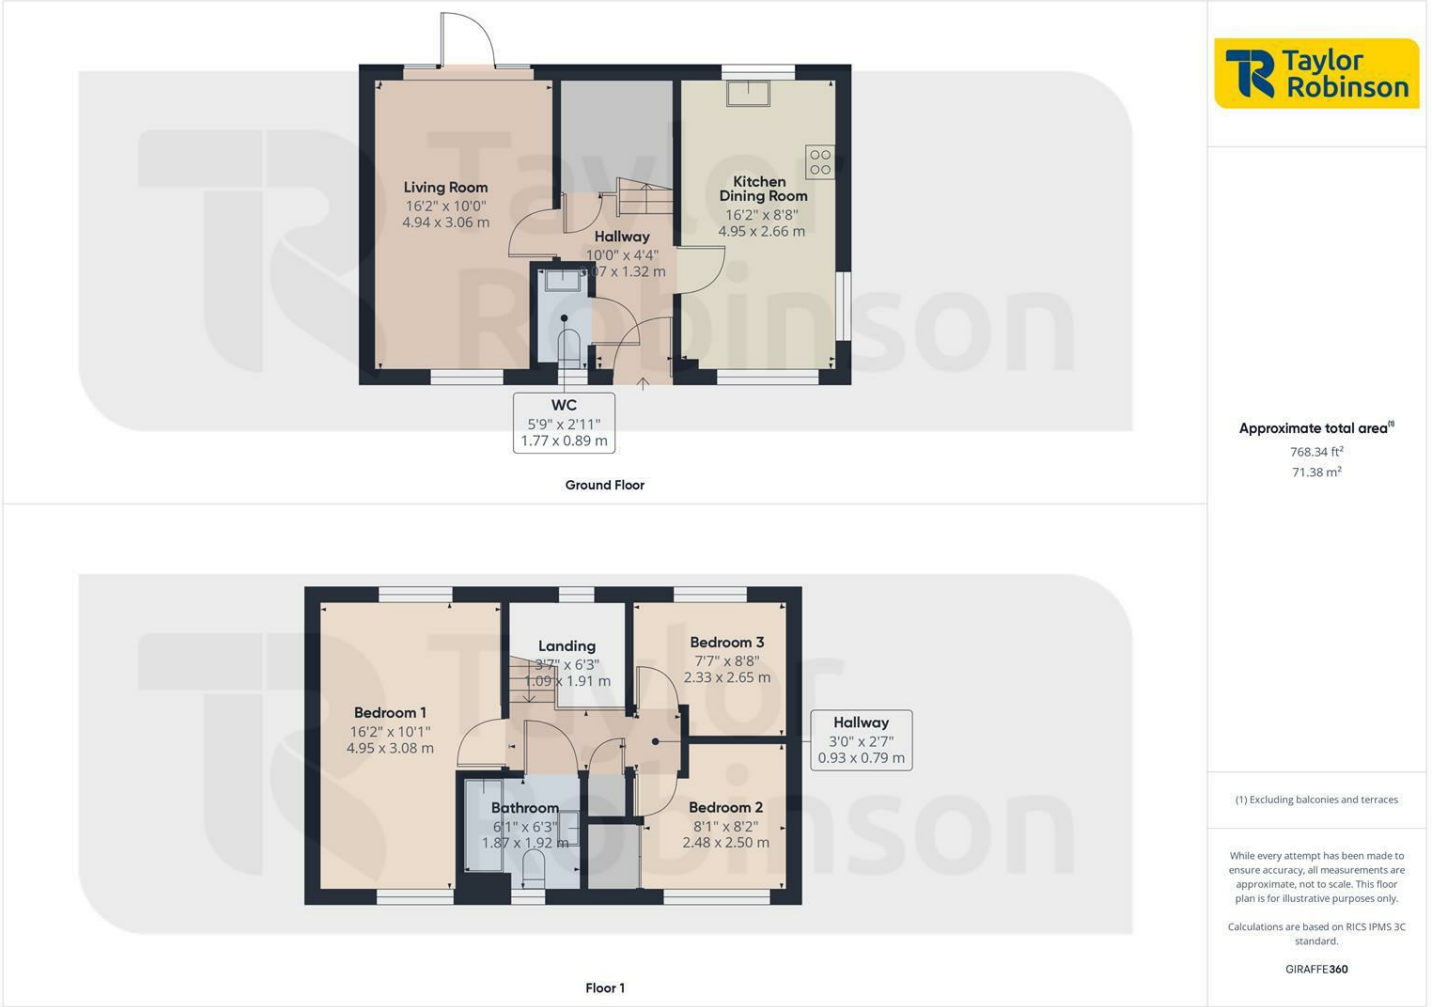 Taylor
Robinson
Living Room
16'2" x 10'0"
4.94 x 3.06 m
Hallway
10'0" x 4'4"
3.07 x 1.32 m
Kitchen
Dining Room
16'2" x 8'8"
4.95 x 2.66 m
WC
5'9" x 2'11"
1.77 x 0.89 m
Ground Floor
Taylor
Robinson
Approximate total area(1)
768.34 ft²
71.38 m²
Taylor
Robinson
Bedroom 1
16'2" x 10'1"
4.95 x 3.08 m
Landing
3'7" x 6'3"
1.09 x 1.91 m
Bedroom 3
7'7" x 8'8"
2.33 x 2.65 m
Hallway
3'0" x 2'7"
0.93 x 0.79 m
Bathroom
6'1" x 6'3"
1.87 x 1.92 m
Bedroom 2
8'1" x 8'2"
2.48 x 2.50 m
Floor 1
(1) Excluding balconies and terraces
While every attempt has been made to
ensure accuracy, all measurements are
approximate, not to scale. This floor
plan is for illustrative purposes only.
Calculations are based on RICS IPMS 3C
standard.
GIRAFFE360